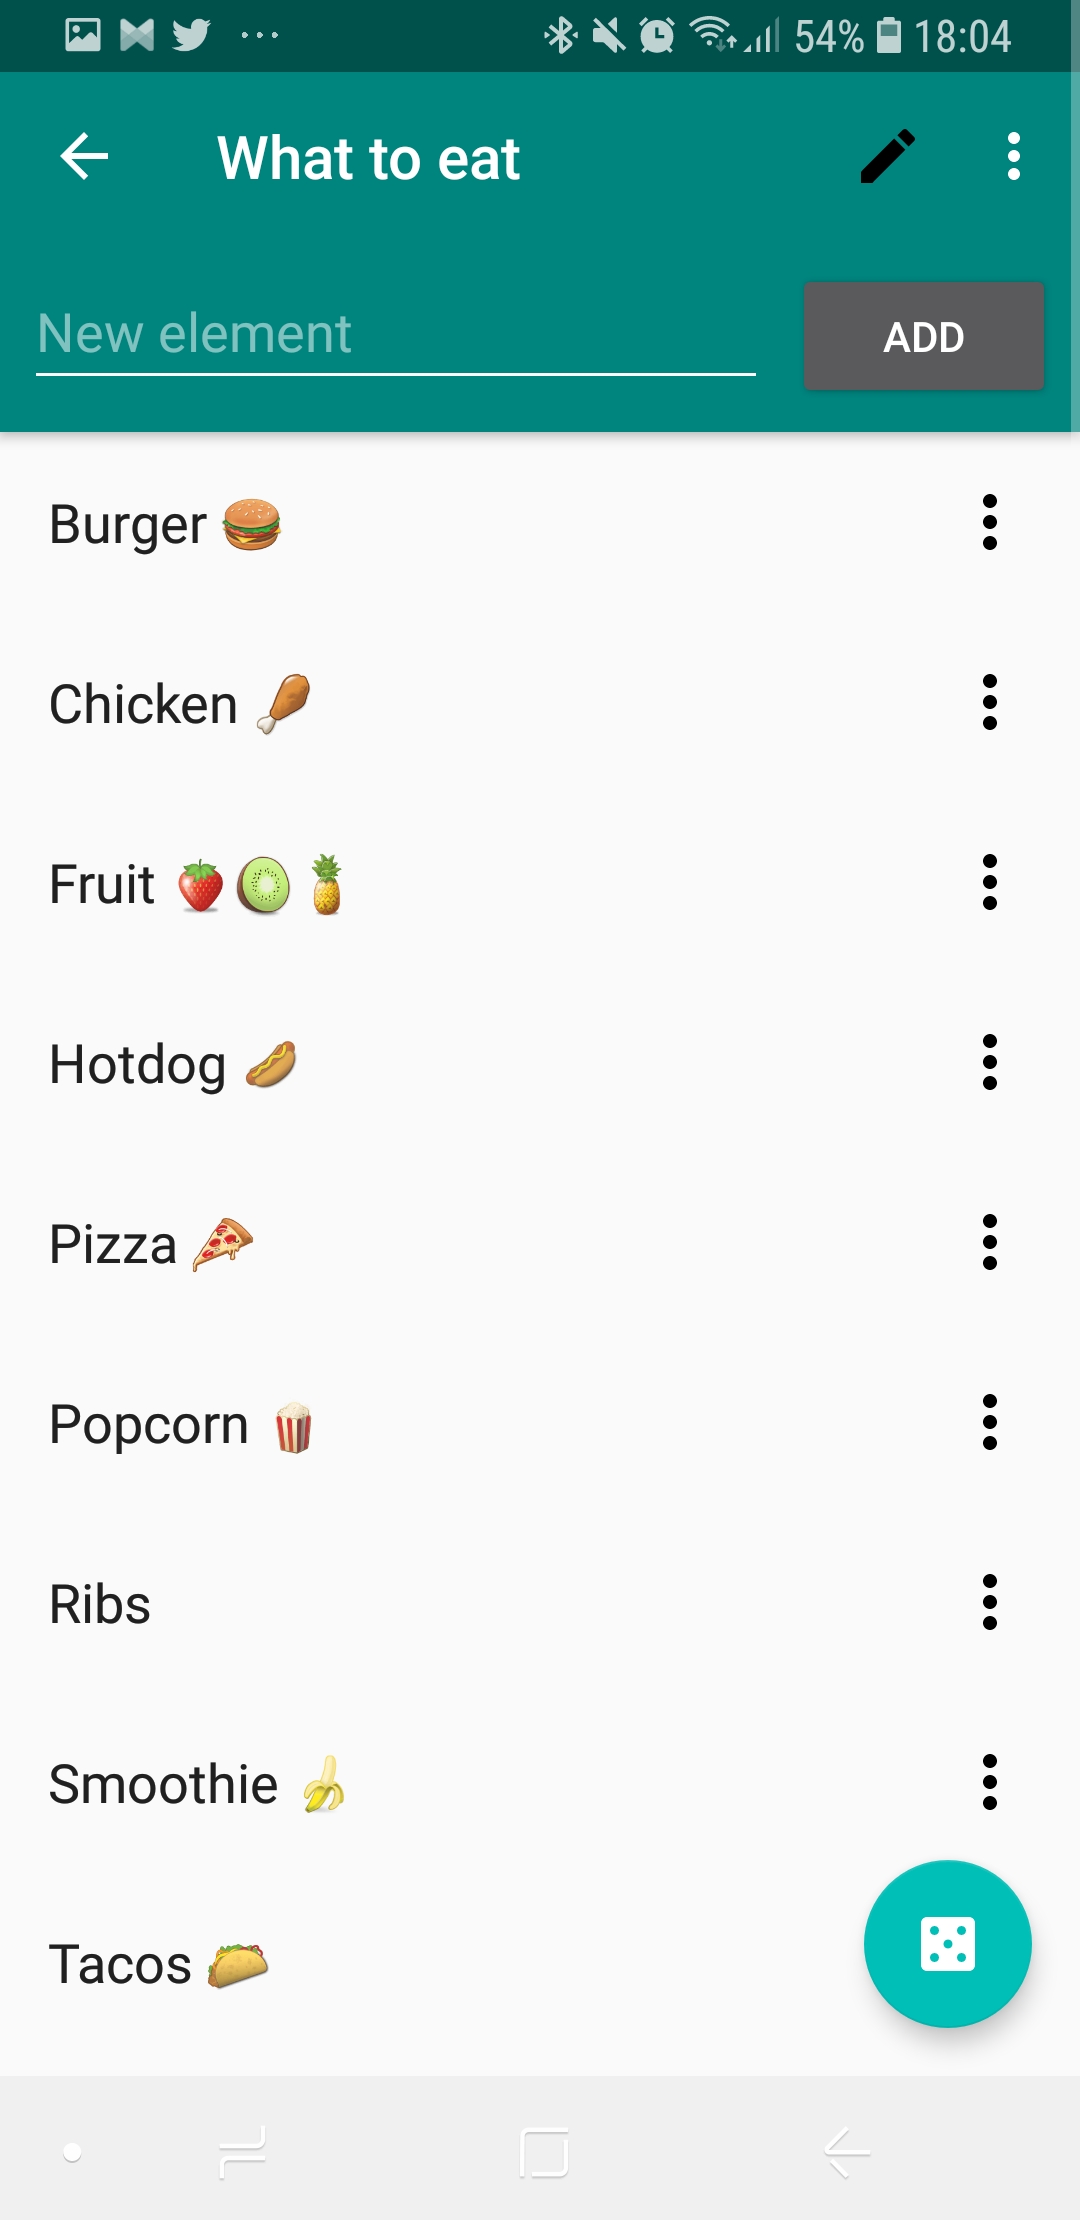 54% 18:04
What to eat
New element ADD
Burger 🍔
Chicken 🍗
Fruit 🍓🥝🍍
Hotdog 🌭
Pizza 🍕
Popcorn 🍿
Ribs
Smoothie 🍌
Tacos 🌮